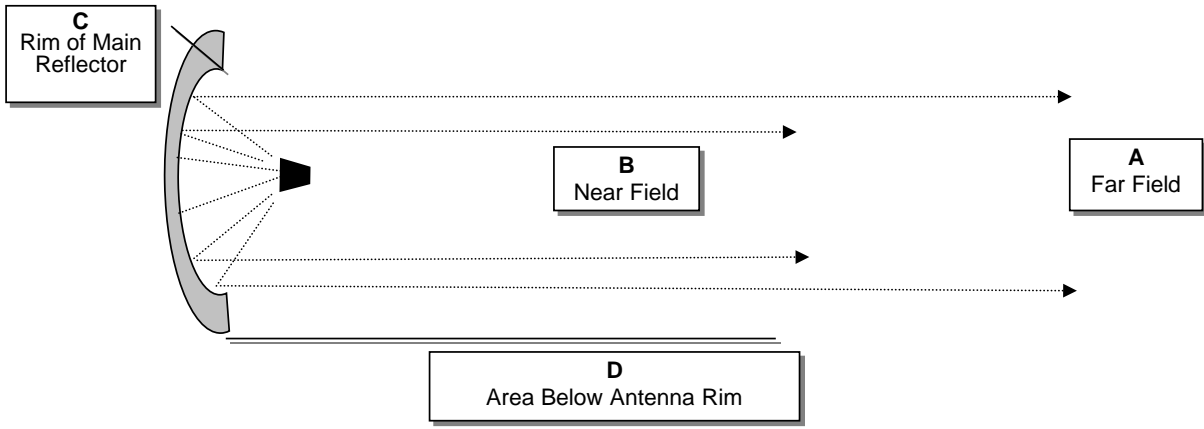 C
Rim of Main
Reflector
B
Near Field
A
Far Field
D
Area Below Antenna Rim